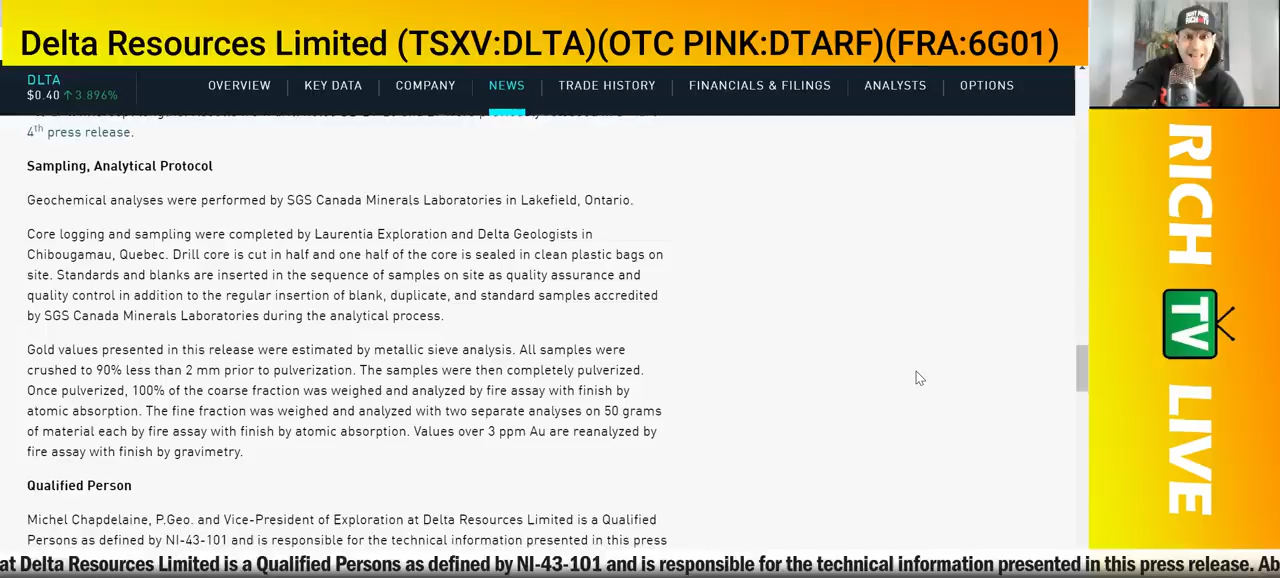 Delta Resources Limited (TSXV:DLTA)(OTC PINK:DTARF)(FRA:6G01)
DLTA
$0.40 ↑ 3.896%
OVERVIEW
KEY DATA
COMPANY
NEWS
TRADE HISTORY
FINANCIALS & FILINGS
ANALYSTS
OPTIONS
4th press release.
Sampling, Analytical Protocol
Geochemical analyses were performed by SGS Canada Minerals Laboratories in Lakefield, Ontario.
Core logging and sampling were completed by Laurentia Exploration and Delta Geologists in
Chibougamau, Quebec. Drill core is cut in half and one half of the core is sealed in clean plastic bags on
site. Standards and blanks are inserted in the sequence of samples on site as quality assurance and
quality control in addition to the regular insertion of blank, duplicate, and standard samples accredited
by SGS Canada Minerals Laboratories during the analytical process.
Gold values presented in this release were estimated by metallic sieve analysis. All samples were
crushed to 90% less than 2 mm prior to pulverization. The samples were then completely pulverized.
Once pulverized, 100% of the coarse fraction was weighed and analyzed by fire assay with finish by
atomic absorption. The fine fraction was weighed and analyzed with two separate analyses on 50 grams
of material each by fire assay with finish by atomic absorption. Values over 3 ppm Au are reanalyzed by
fire assay with finish by gravimetry.
Qualified Person
Michel Chapdelaine, P.Geo. and Vice-President of Exploration at Delta Resources Limited is a Qualified
Persons as defined by NI-43-101 and is responsible for the technical information presented in this press
at Delta Resources Limited is a Qualified Persons as defined by NI-43-101 and is responsible for the technical information presented in this press release. Ab
RICH
TV
LIVE